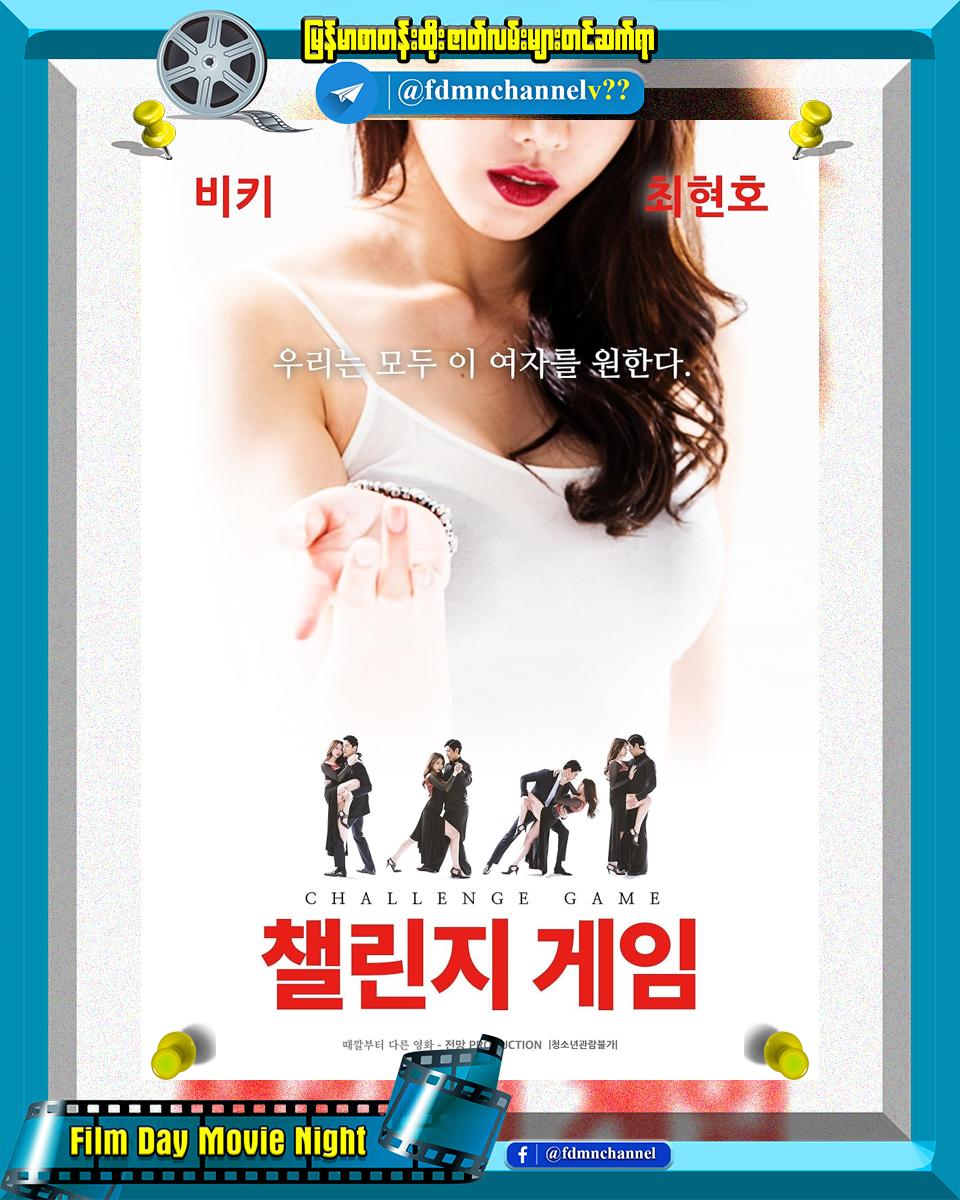 မြန်မာစာတန်းထိုးဇာတ်လမ်းများတင်ဆက်ရာ
@fdmnchannelv??
비키
최현호
우리는 모두 이 여자를 원한다.
CHALLENGE GAME
챌린지 게임
때깔부터 다른 영화 - 전망 PRODUCTION |청소년관람불가|
Film Day Movie Night
f @fdmnchannel